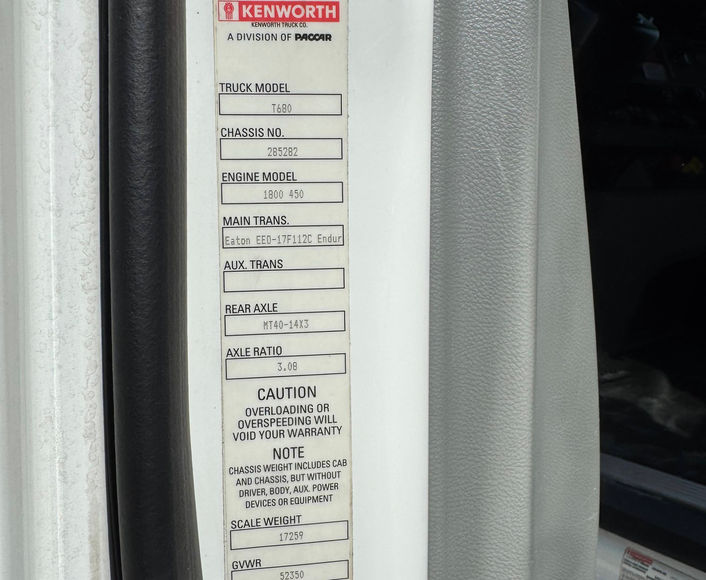 KENWORTH
KENWORTH TRUCK CO.
A DIVISION OF PACCAR
TRUCK MODEL
T680
CHASSIS NO.
285282
ENGINE MODEL
1800 450
MAIN TRANS.
Eaton EEO-17F112C Endur
AUX. TRANS
REAR AXLE
MT40-14X3
AXLE RATIO
3.08
CAUTION
OVERLOADING OR
OVERSPEEDING WILL
VOID YOUR WARRANTY
NOTE
CHASSIS WEIGHT INCLUDES CAB
AND CHASSIS, BUT WITHOUT
DRIVER, BODY, AUX. POWER
DEVICES OR EQUIPMENT
SCALE WEIGHT
17259
GVWR
52350